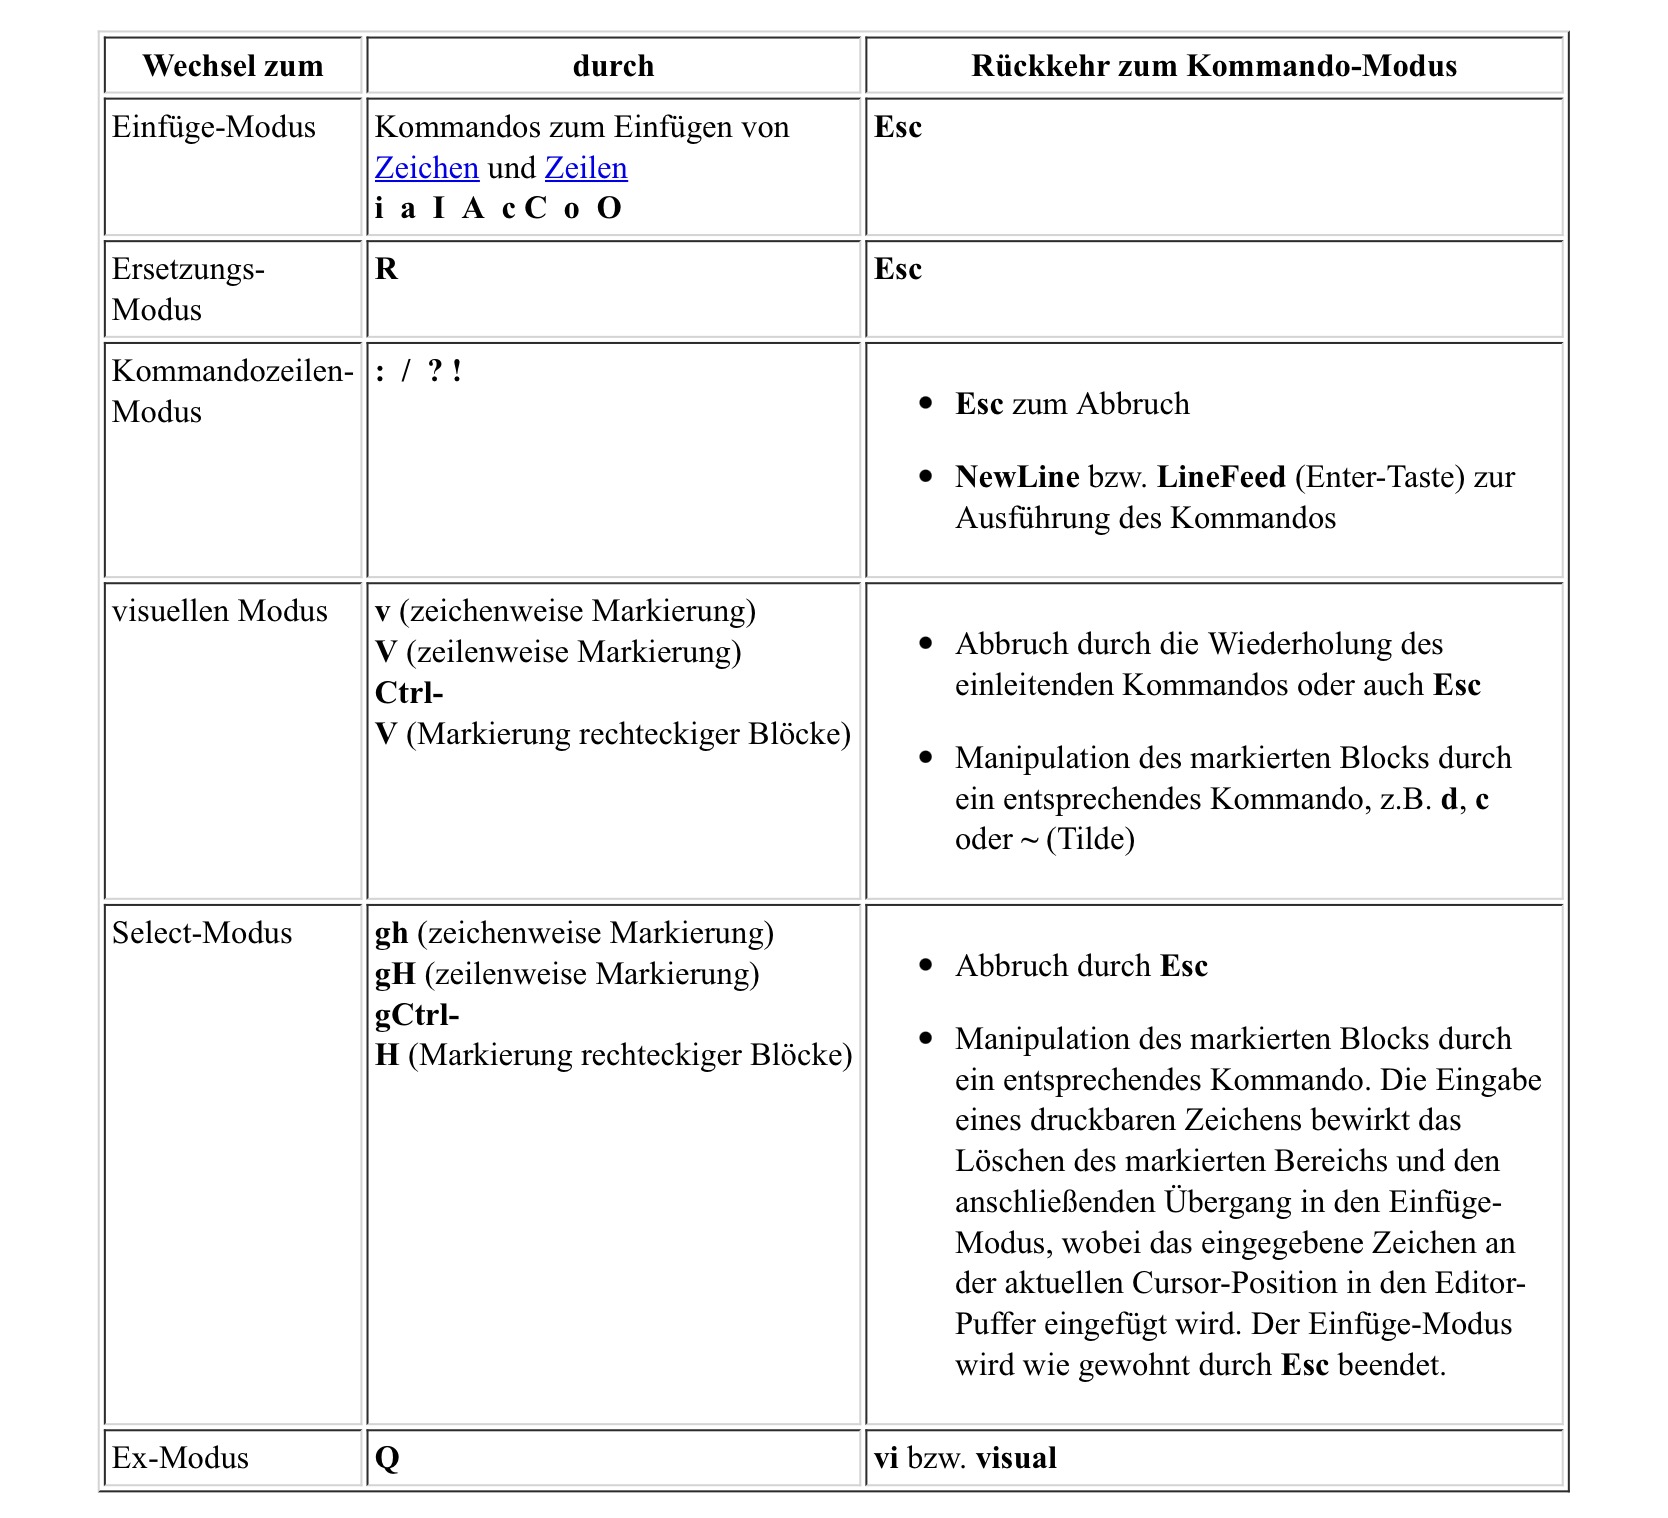 Wechsel zum durch Rückkehr zum Kommando-Modus
Einfüge-Modus
Kommandos zum Einfügen von
Zeichen und Zeilen
i a I A c C o O
Esc
Ersetzungs-
Modus
R
Esc
Kommandozeilen-
Modus
: / ? !
• Esc zum Abbruch
• NewLine bzw. LineFeed (Enter-Taste) zur
Ausführung des Kommandos
visuellen Modus
v (zeichenweise Markierung)
V (zeilenweise Markierung)
Ctrl-
V (Markierung rechteckiger Blöcke)
• Abbruch durch die Wiederholung des
einleitenden Kommandos oder auch Esc
• Manipulation des markierten Blocks durch
ein entsprechendes Kommando, z.B. d, c
oder ~ (Tilde)
Select-Modus
gh (zeichenweise Markierung)
gH (zeilenweise Markierung)
gCtrl-
H (Markierung rechteckiger Blöcke)
• Abbruch durch Esc
• Manipulation des markierten Blocks durch
ein entsprechendes Kommando. Die Eingabe
eines druckbaren Zeichens bewirkt das
Löschen des markierten Bereichs und den
anschließenden Übergang in den Einfüge-
Modus, wobei das eingegebene Zeichen an
der aktuellen Cursor-Position in den Editor-
Puffer eingefügt wird. Der Einfüge-Modus
wird wie gewohnt durch Esc beendet.
Ex-Modus
Q
vi bzw. visual